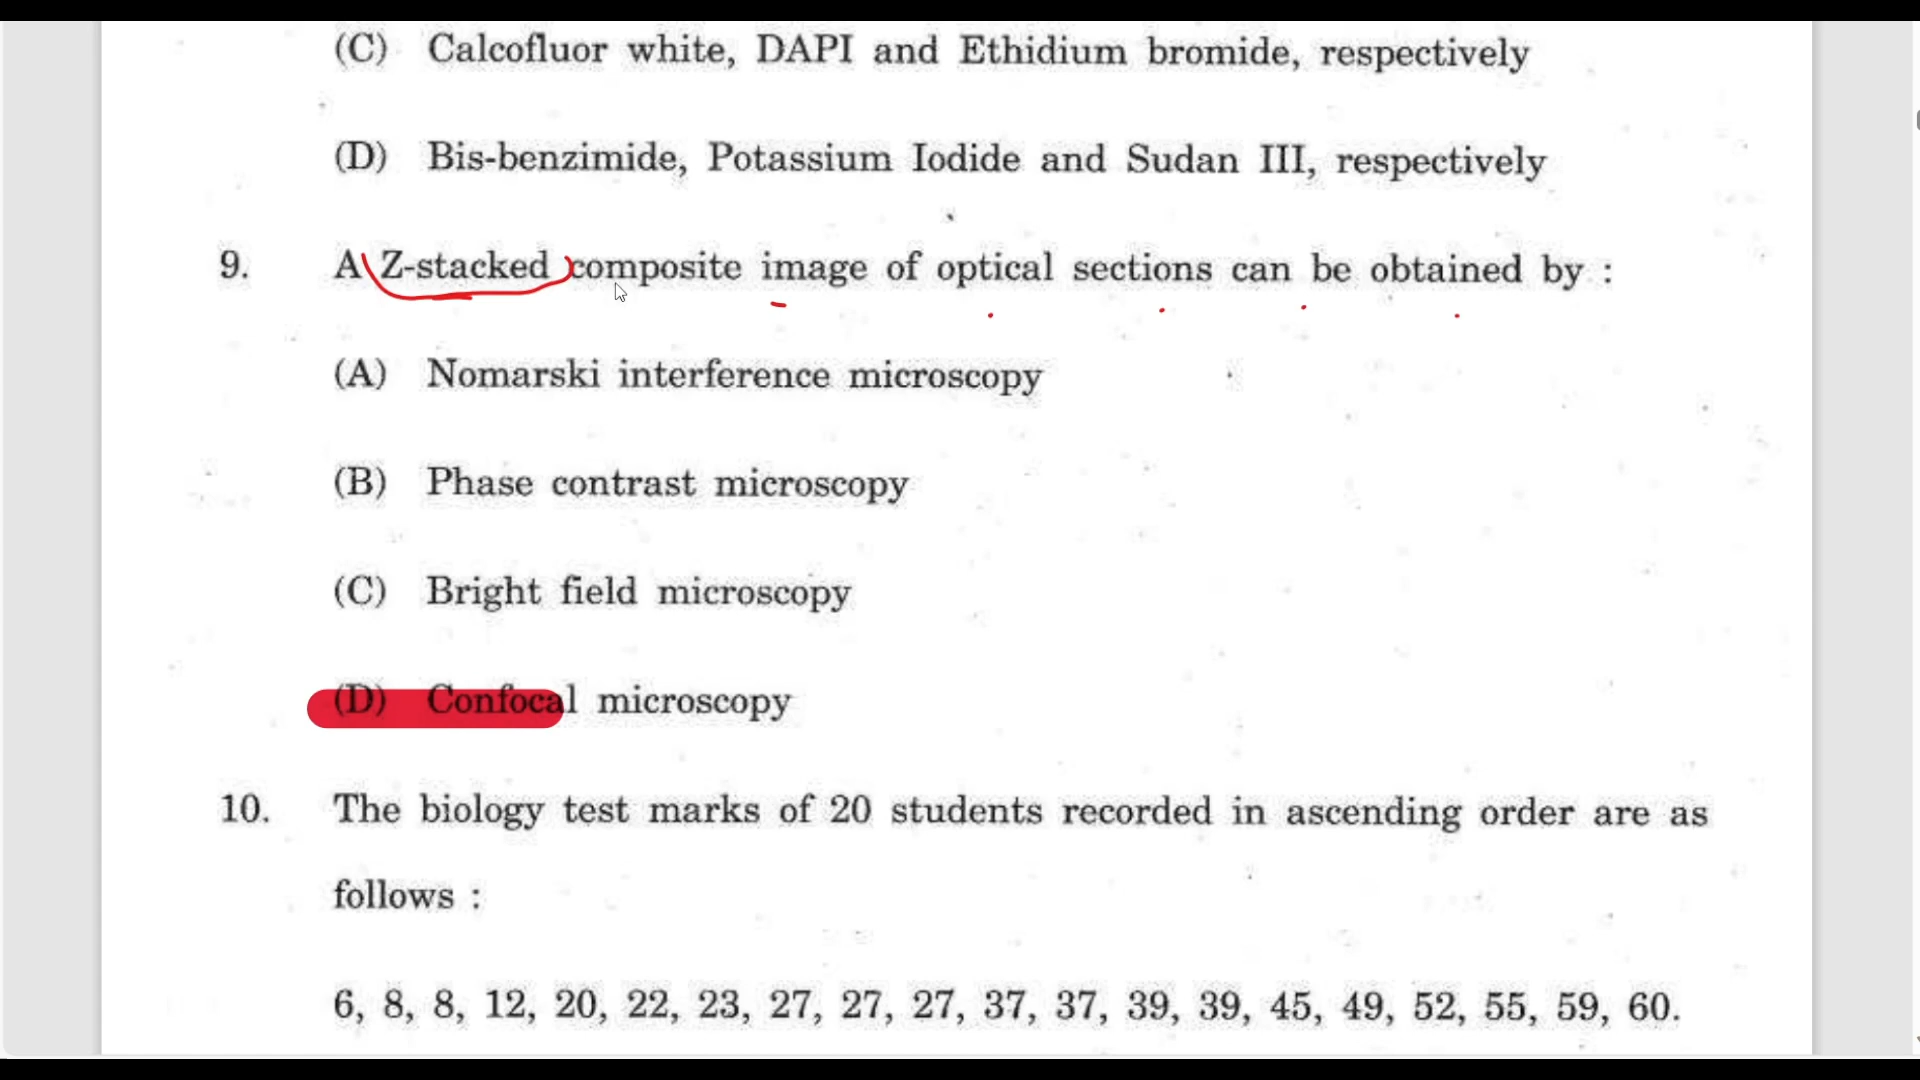 (C) Calcofluor white, DAPI and Ethidium bromide, respectively
(D) Bis-benzimide, Potassium Iodide and Sudan III, respectively
9. A Z-stacked composite image of optical sections can be obtained by :
(A) Nomarski interference microscopy
(B) Phase contrast microscopy
(C) Bright field microscopy
(D) Confocal microscopy
10. The biology test marks of 20 students recorded in ascending order are as
follows :
6, 8, 8, 12, 20, 22, 23, 27, 27, 27, 37, 37, 39, 39, 45, 49, 52, 55, 59, 60.